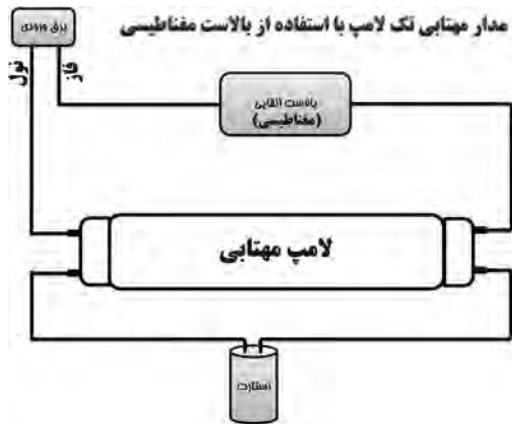 مدار مهتابی تک لامپ با استفاده از بالاست مغناطیسی
برق ورودی
نول
فاز
بالاست القایی
(مغناطیسی)
لامپ مهتابی
استارت